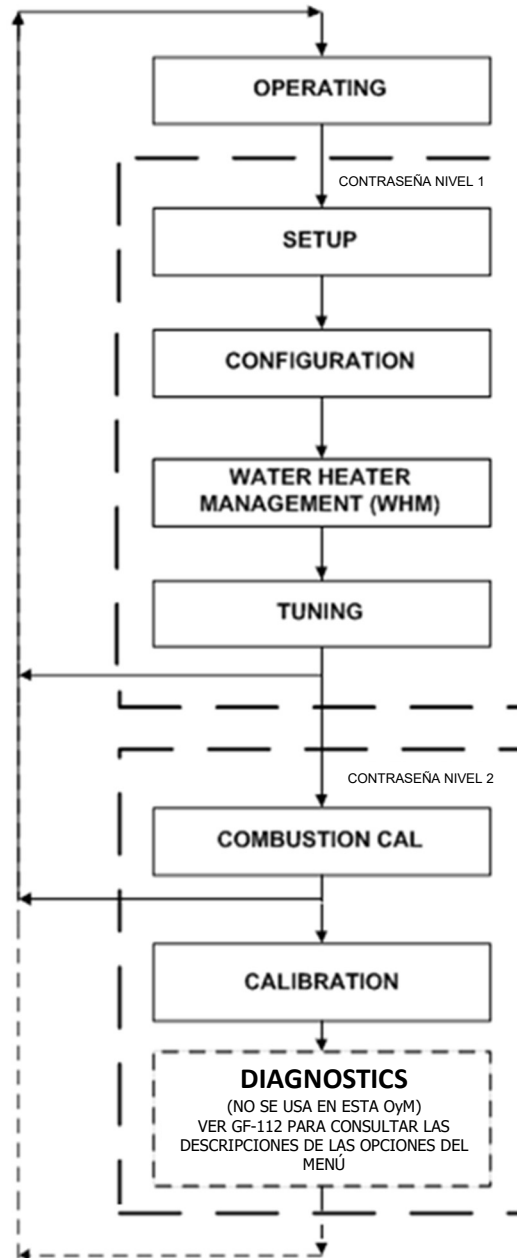 OPERATING
CONTRASEÑA NIVEL 1
SETUP
CONFIGURATION
WATER HEATER
MANAGEMENT (WHM)
TUNING
CONTRASEÑA NIVEL 2
COMBUSTION CAL
CALIBRATION
DIAGNOSTICS
(NO SE USA EN ESTA OyM)
VER GF-112 PARA CONSULTAR LAS
DESCRIPCIONES DE LAS OPCIONES DEL
MENÚ